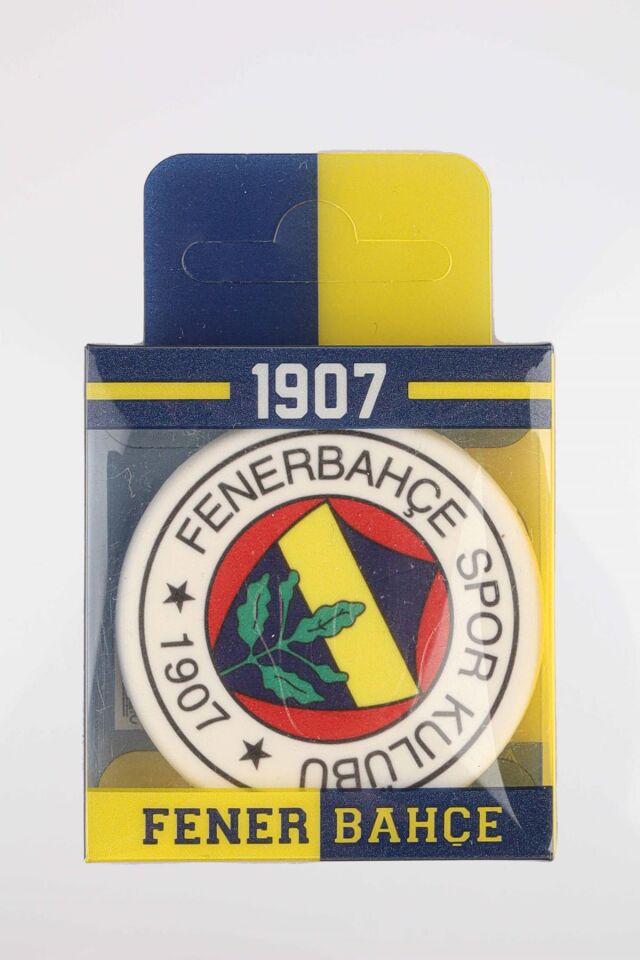 1907
FENERBAHÇE SPOR KULÜBÜ
★ 1907 ★
FENER BAHÇE